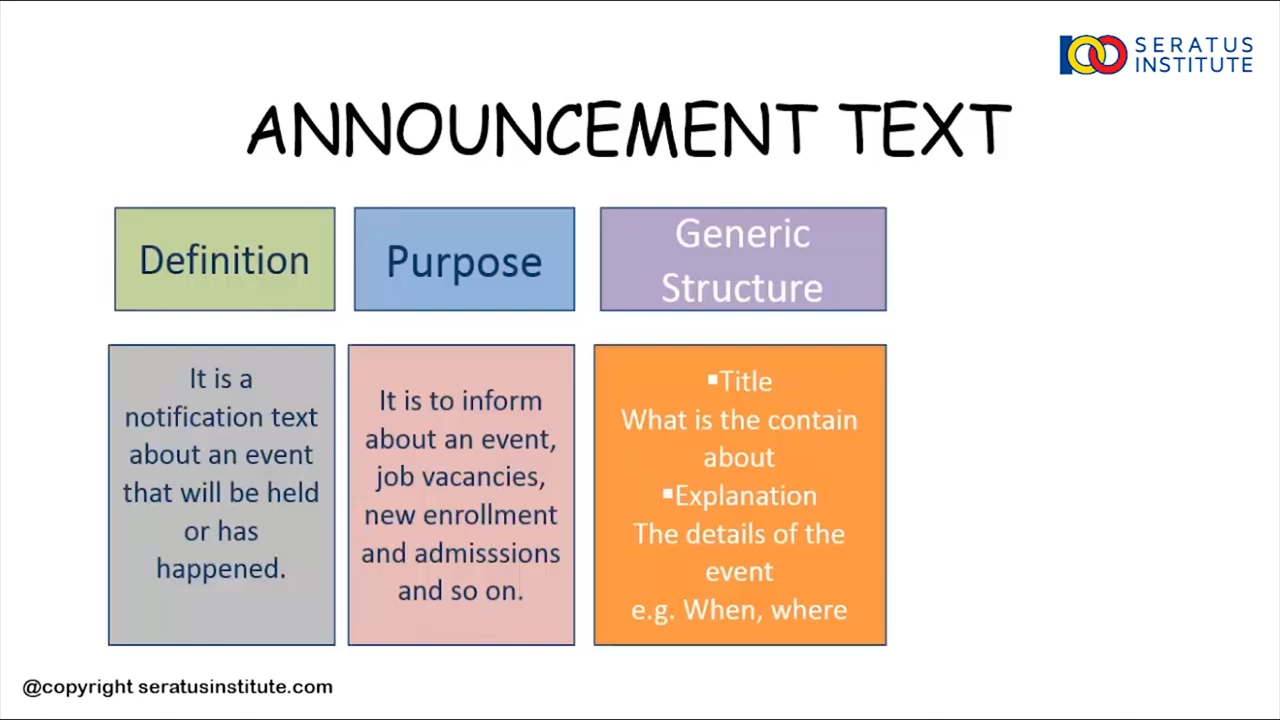 SERATUS
INSTITUTE
ANNOUNCEMENT TEXT
Definition
Purpose
Generic
Structure
It is a
notification text
about an event
that will be held
or has
happened.
It is to inform
about an event,
job vacancies,
new enrollment
and admisssions
and so on.
▪Title
What is the contain
about
▪Explanation
The details of the
event
e.g. When, where
@copyright seratusinstitute.com